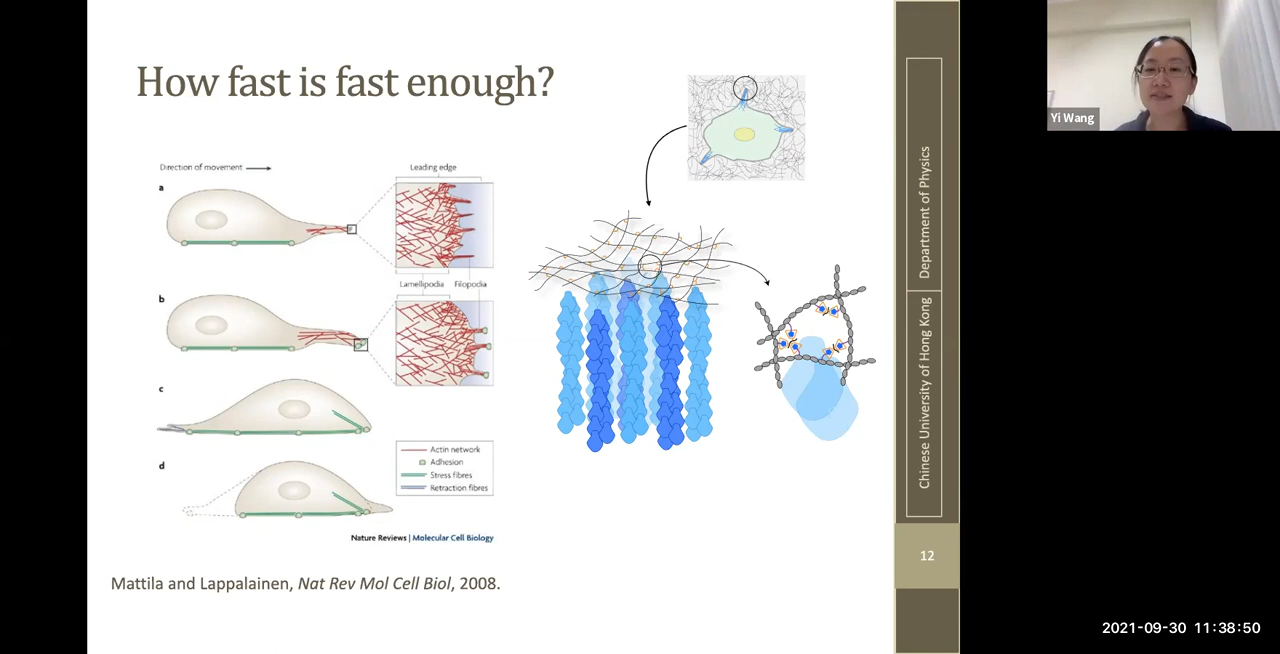 How fast is fast enough?
Direction of movement
Leading edge
a
Lamellipodia
Filopodia
b
c
Actin network
Adhesion
Stress fibres
Retraction fibres
d
Nature Reviews | Molecular Cell Biology
Mattila and Lappalainen, Nat Rev Mol Cell Biol, 2008.
Chinese University of Hong Kong
Department of Physics
12
Yi Wang
2021-09-30 11:38:50